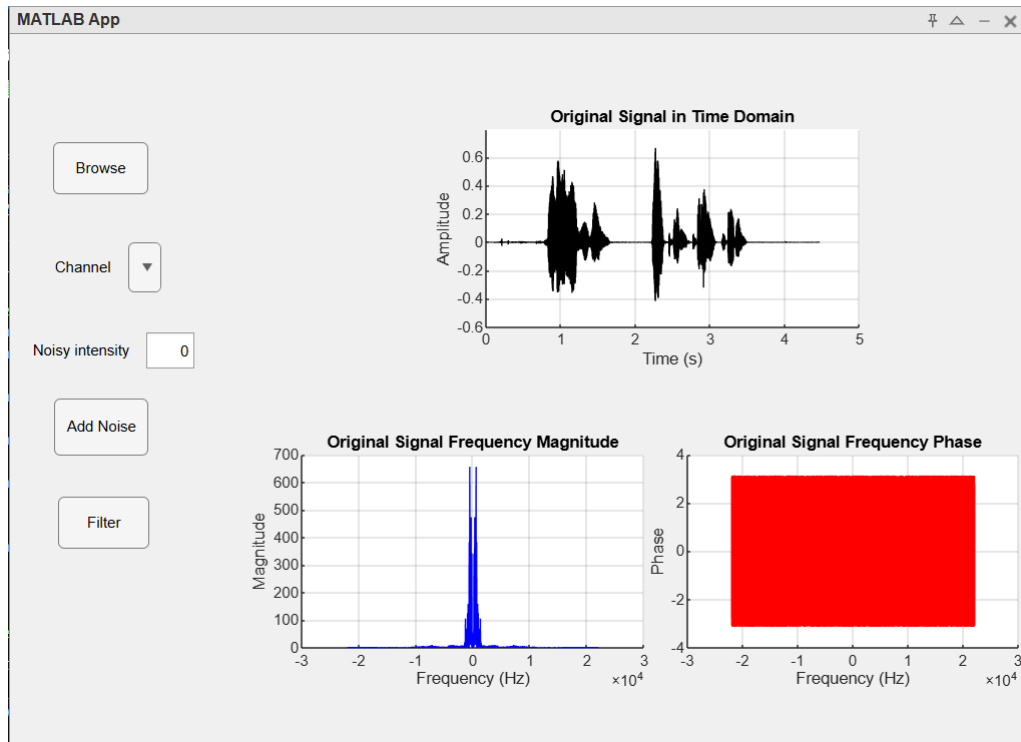 MATLAB App
Browse
Channel
Noisy intensity 0
Add Noise
Filter
Original Signal in Time Domain
Amplitude
0.6
0.4
0.2
0
-0.2
-0.4
-0.6
0 1 2 3 4 5
Time (s)
Original Signal Frequency Magnitude
Magnitude
700
600
500
400
300
200
100
0
-3 -2 -1 0 1 2 3
Frequency (Hz) ×10⁴
Original Signal Frequency Phase
Phase
4
2
0
-2
-4
-3 -2 -1 0 1 2 3
Frequency (Hz) ×10⁴